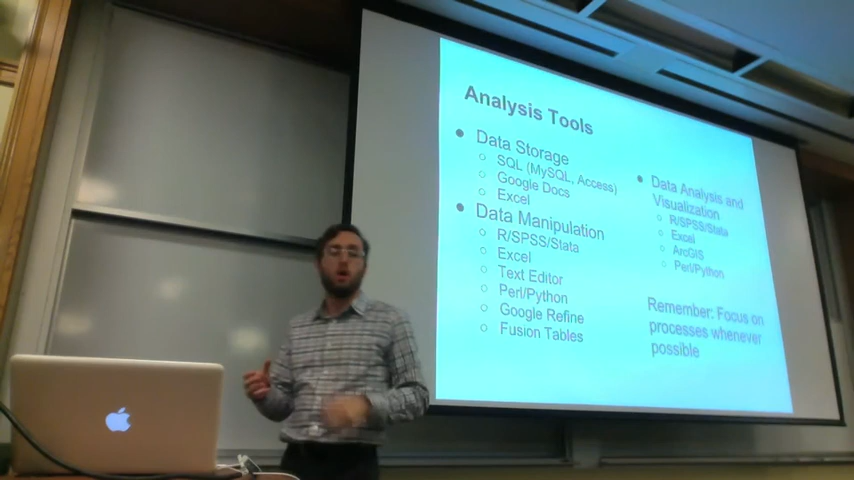 Analysis Tools
● Data Storage
○ SQL (MySQL, Access)
○ Google Docs
○ Excel
● Data Manipulation
○ R/SPSS/Stata
○ Excel
○ Text Editor
○ Perl/Python
○ Google Refine
○ Fusion Tables
● Data Analysis and
Visualization
○ R/SPSS/Stata
○ Excel
○ ArcGIS
○ Perl/Python
Remember: Focus on
processes whenever
possible